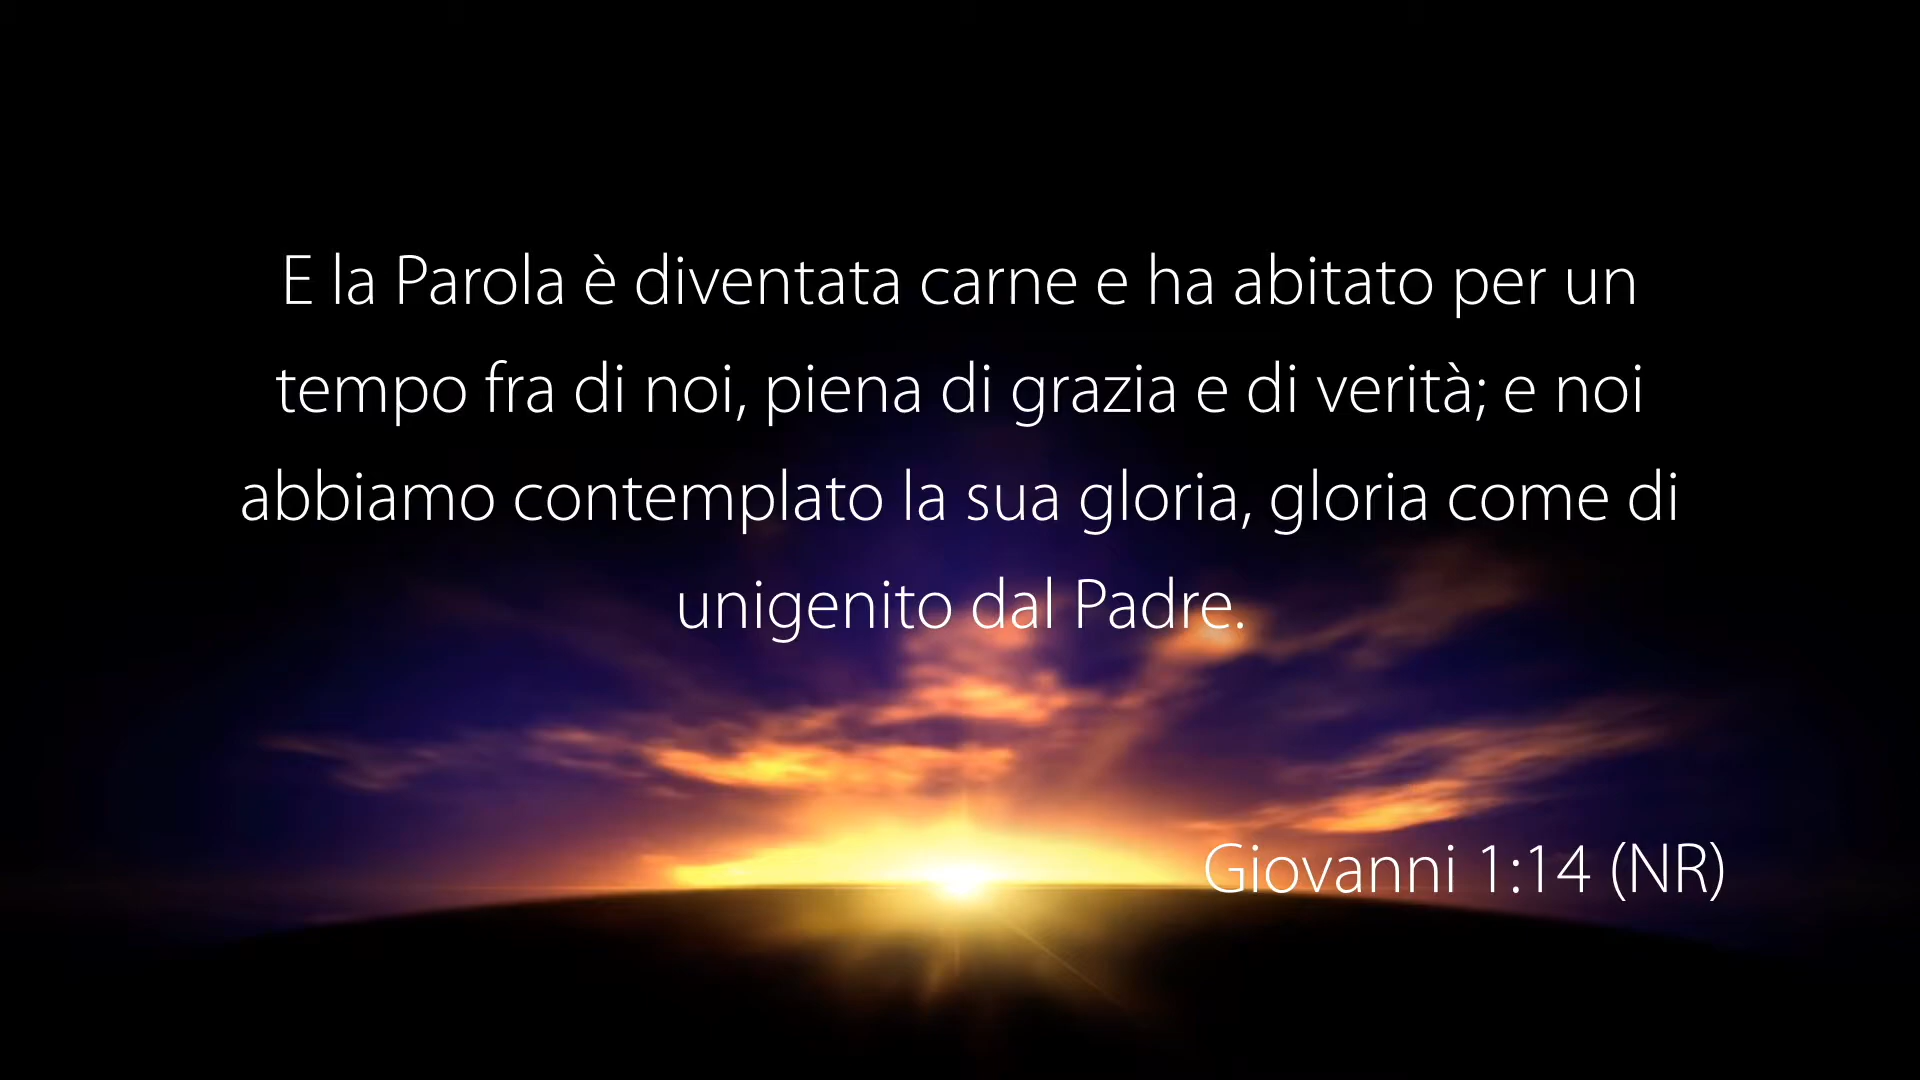 E la Parola è diventata carne e ha abitato per un
tempo fra di noi, piena di grazia e di verità; e noi
abbiamo contemplato la sua gloria, gloria come di
unigenito dal Padre.
Giovanni 1:14 (NR)